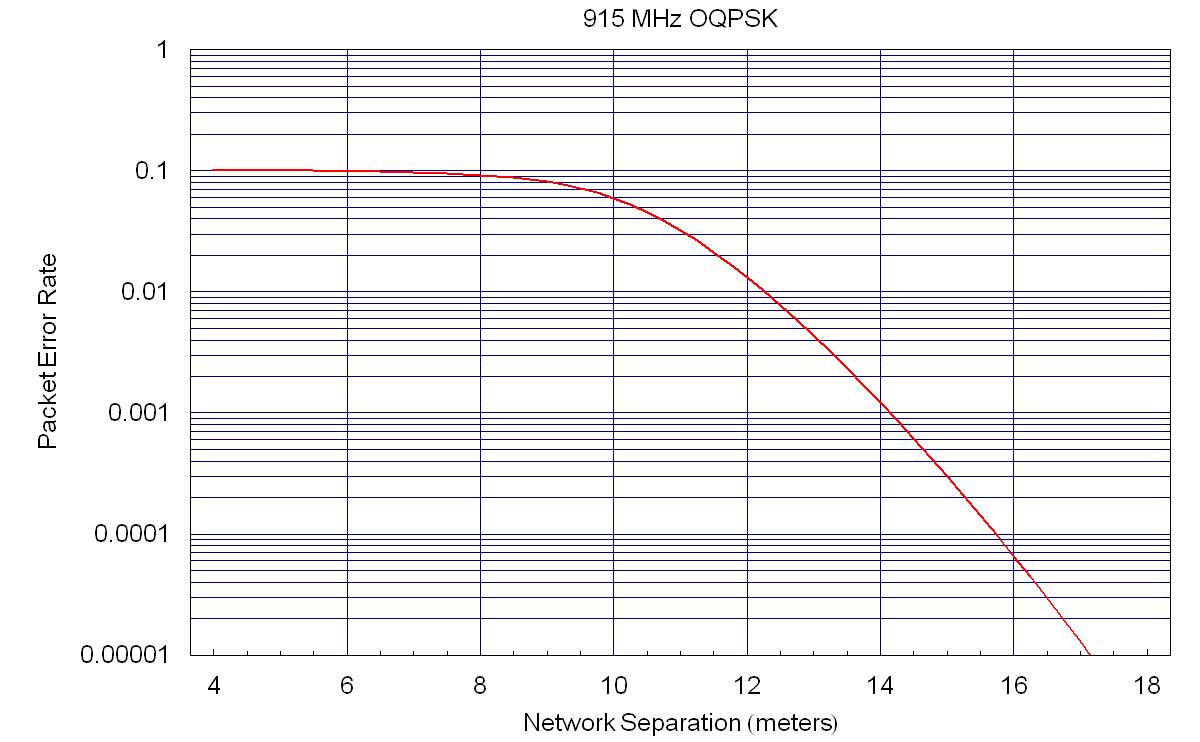 915 MHz OQPSK
1
0.1
0.01
0.001
0.0001
0.00001
Packet Error Rate
4 6 8 10 12 14 16 18
Network Separation (meters)